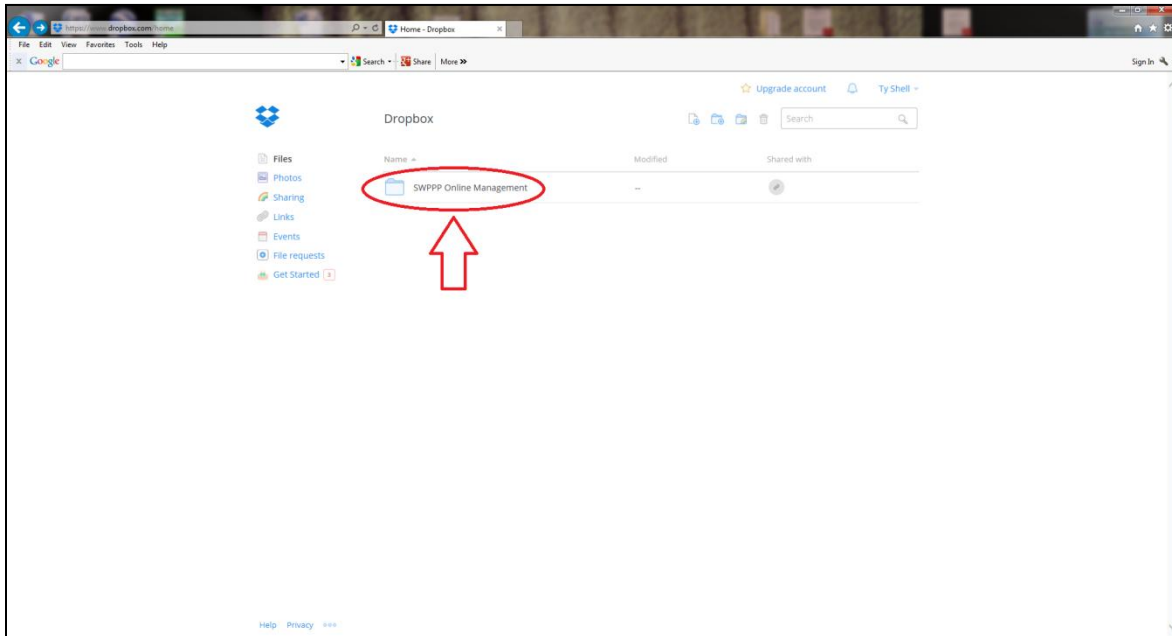 https://www.dropbox.com/home
Home - Dropbox
File Edit View Favorites Tools Help
x Google Search Share More »
Sign In
Upgrade account Ty Shell
Dropbox
Search
Files
Name Modified Shared with
Photos
SWPPP Online Management --
Sharing
Links
Events
File requests
Get Started
Help Privacy